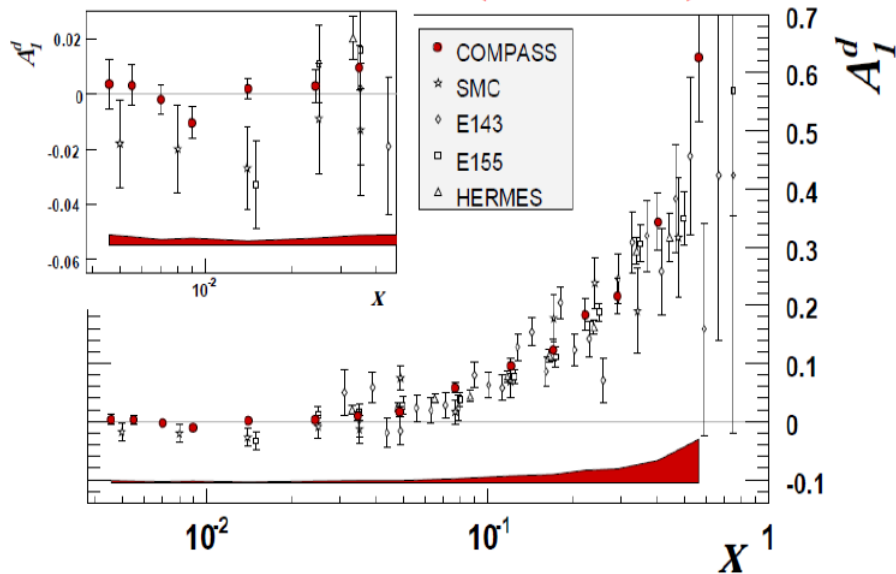 A₁ᵈ
0.02
0
-0.02
-0.04
-0.06
10⁻²
X
COMPASS
SMC
E143
E155
HERMES
0.7
A₁ᵈ
0.6
0.5
0.4
0.3
0.2
0.1
0
-0.1
10⁻²
10⁻¹
1
X